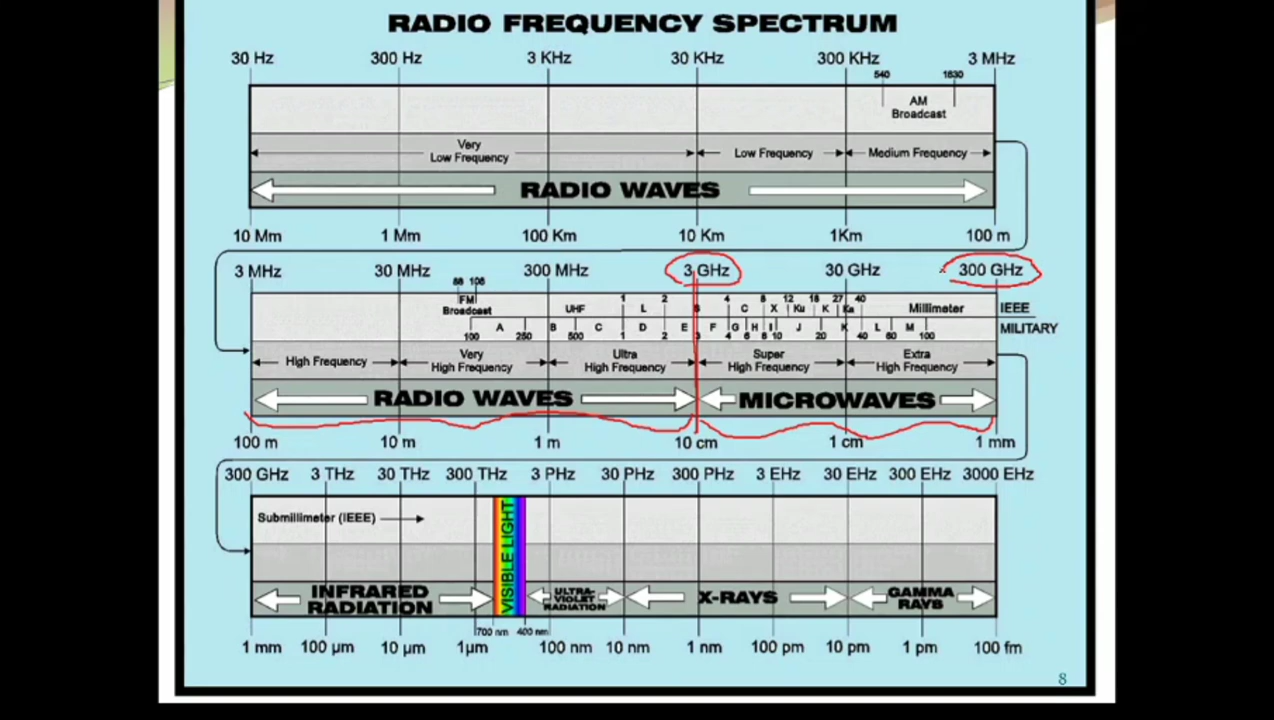 RADIO FREQUENCY SPECTRUM
30 Hz 300 Hz 3 KHz 30 KHz 300 KHz 3 MHz
540 1630
AM
Broadcast
Very
Low Frequency Low Frequency Medium Frequency
RADIO WAVES
10 Mm 1 Mm 100 Km 10 Km 1Km 100 m
3 MHz 30 MHz 300 MHz 3 GHz 30 GHz 300 GHz
88 108
FM
Broadcast
1 2 4 8 12 18 27 40
UHF L S C X Ku K Ka Millimeter IEEE
A B C D E F G H I J K L M MILITARY
100 250 500 1 2 3 4 6 8 10 20 40 60 100
High Frequency Very High Frequency Ultra High Frequency Super High Frequency Extra High Frequency
RADIO WAVES MICROWAVES
100 m 10 m 1 m 10 cm 1 cm 1 mm
300 GHz 3 THz 30 THz 300 THz 3 PHz 30 PHz 300 PHz 3 EHz 30 EHz 300 EHz 3000 EHz
Submillimeter (IEEE)
VISIBLE LIGHT
INFRARED
RADIATION
ULTRA-
VIOLET
RADIATION
X-RAYS
GAMMA
RAYS
700 nm 400 nm
1 mm 100 µm 10 µm 1µm 100 nm 10 nm 1 nm 100 pm 10 pm 1 pm 100 fm
8